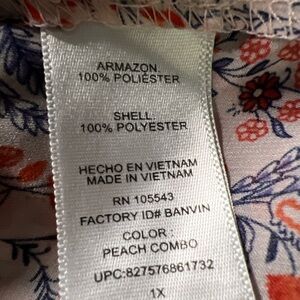 ARMAZON
100% POLIÉSTER
SHELL
100% POLYESTER
HECHO EN VIETNAM
MADE IN VIETNAM
RN 105543
FACTORY ID# BANVIN
COLOR :
PEACH COMBO
UPC:827576861732
1X